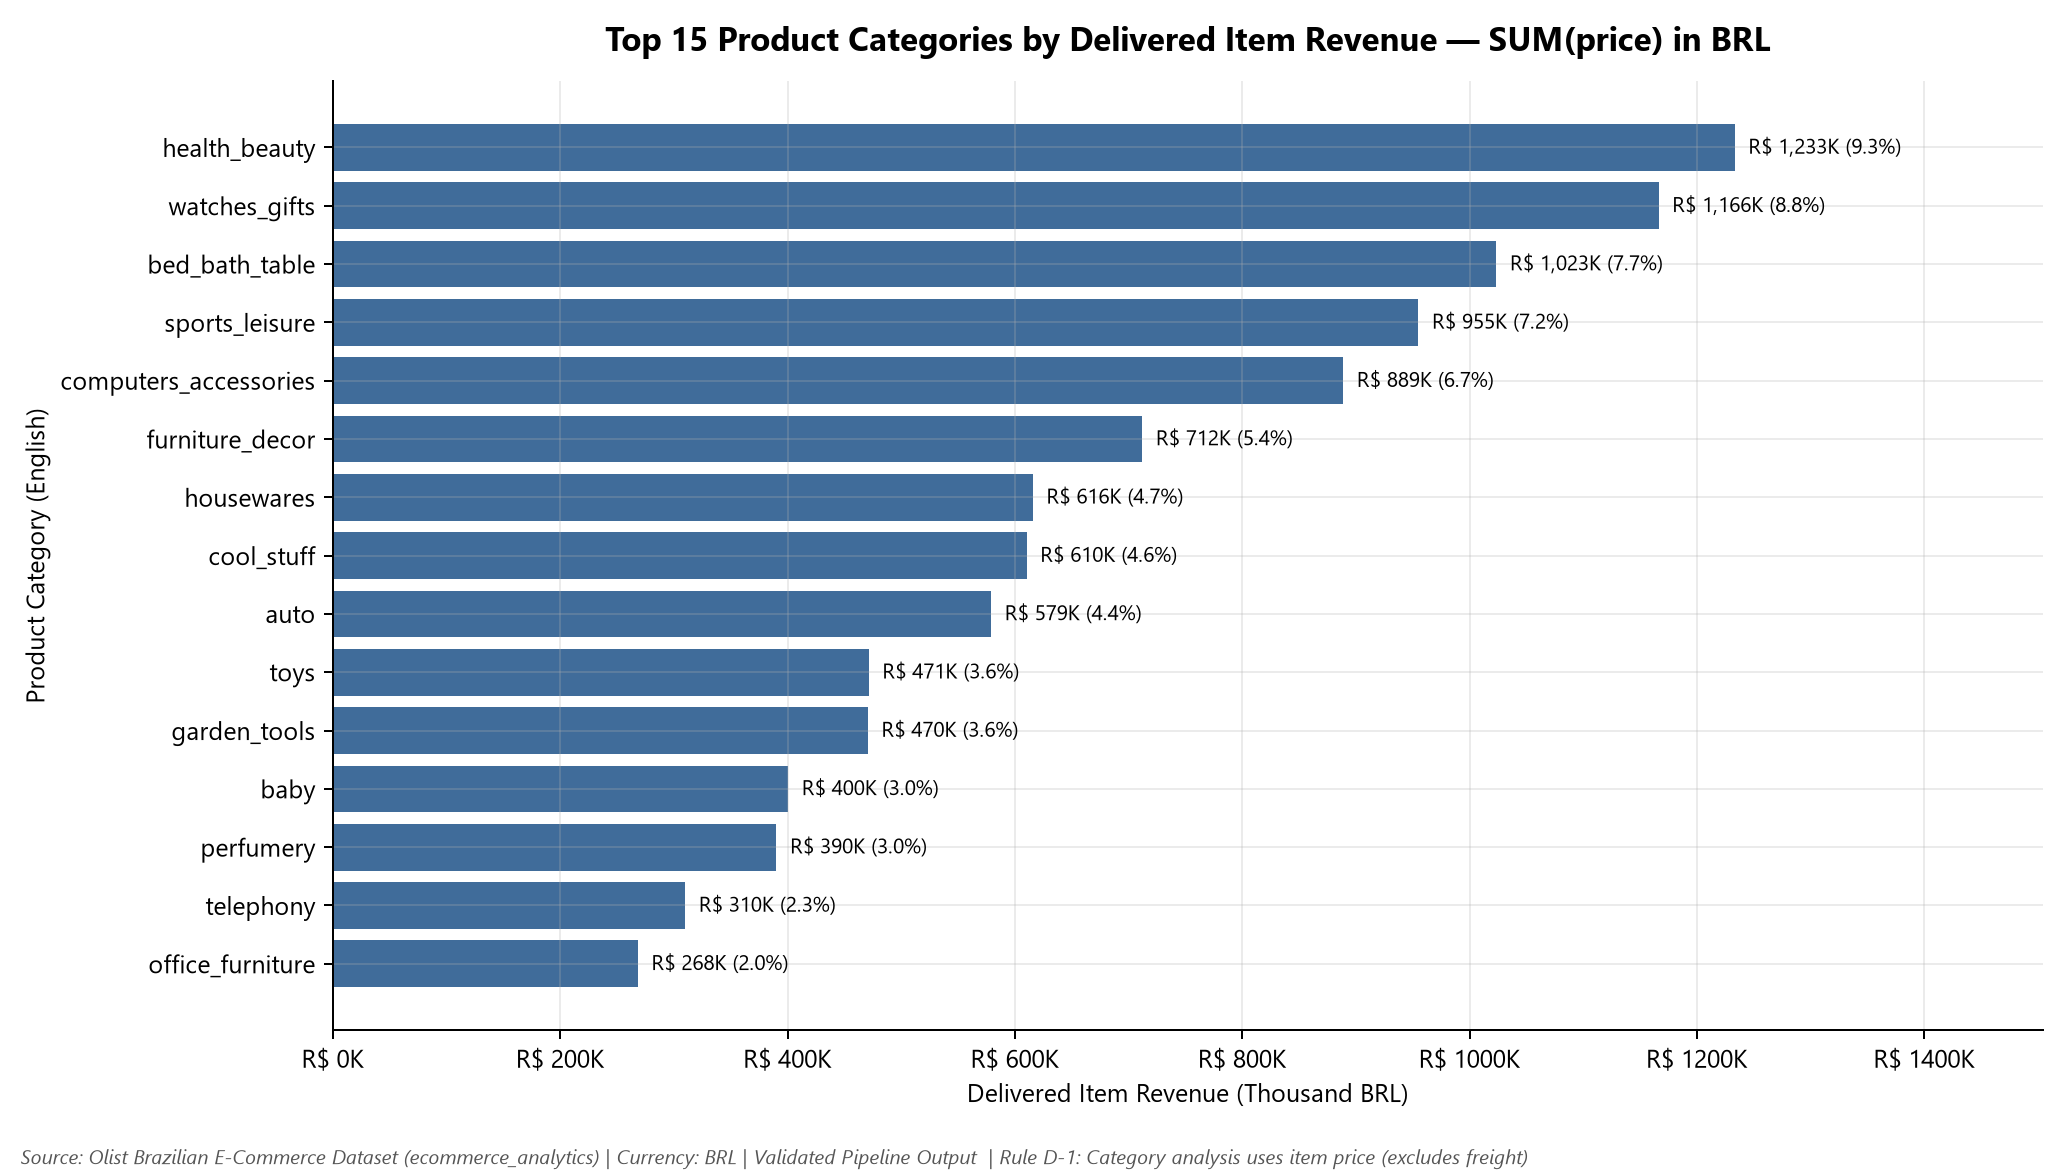 Top 15 Product Categories by Delivered Item Revenue — SUM(price) in BRL
Product Category (English)
health_beauty R$ 1,233K (9.3%)
watches_gifts R$ 1,166K (8.8%)
bed_bath_table R$ 1,023K (7.7%)
sports_leisure R$ 955K (7.2%)
computers_accessories R$ 889K (6.7%)
furniture_decor R$ 712K (5.4%)
housewares R$ 616K (4.7%)
cool_stuff R$ 610K (4.6%)
auto R$ 579K (4.4%)
toys R$ 471K (3.6%)
garden_tools R$ 470K (3.6%)
baby R$ 400K (3.0%)
perfumery R$ 390K (3.0%)
telephony R$ 310K (2.3%)
office_furniture R$ 268K (2.0%)
R$ 0K R$ 200K R$ 400K R$ 600K R$ 800K R$ 1000K R$ 1200K R$ 1400K
Delivered Item Revenue (Thousand BRL)
Source: Olist Brazilian E-Commerce Dataset (ecommerce_analytics) | Currency: BRL | Validated Pipeline Output | Rule D-1: Category analysis uses item price (excludes freight)